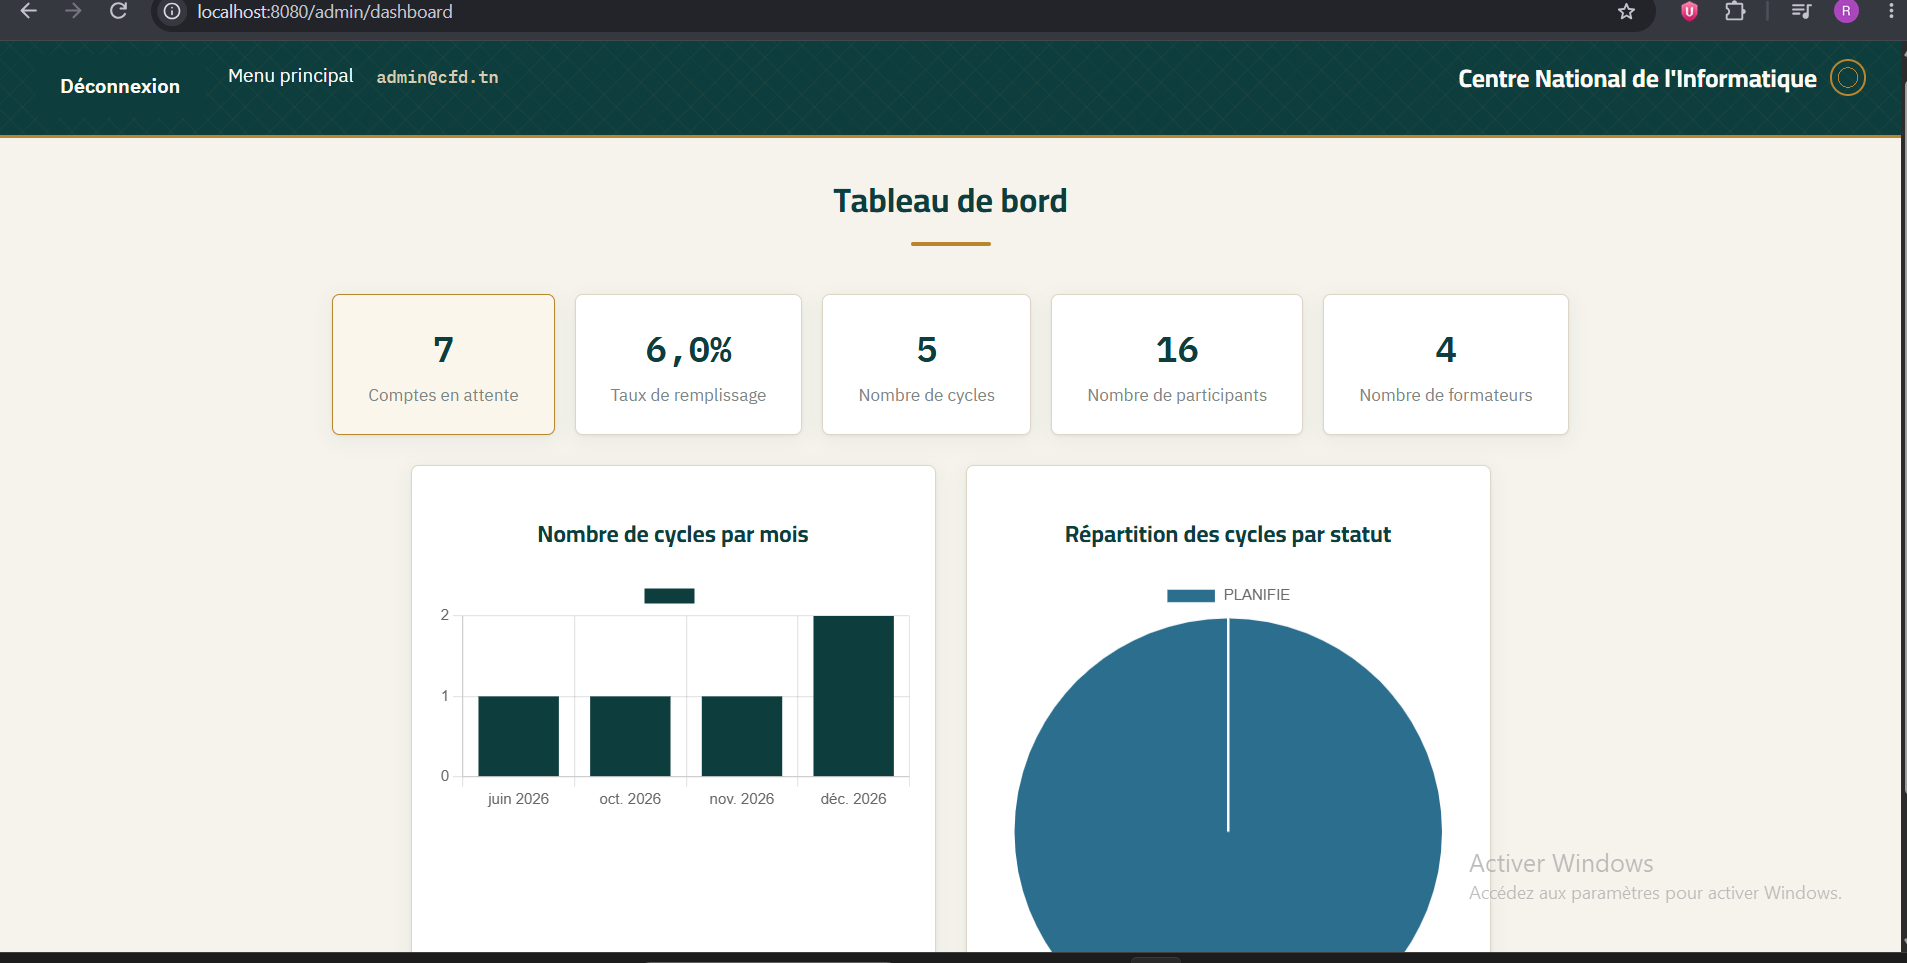 localhost:8080/admin/dashboard
R
Déconnexion
Menu principal
admin@cfd.tn
Centre National de l'Informatique
Tableau de bord
7
Comptes en attente
6,0%
Taux de remplissage
5
Nombre de cycles
16
Nombre de participants
4
Nombre de formateurs
Nombre de cycles par mois
2
1
0
juin 2026
oct. 2026
nov. 2026
déc. 2026
Répartition des cycles par statut
PLANIFIE
Activer Windows
Accédez aux paramètres pour activer Windows.